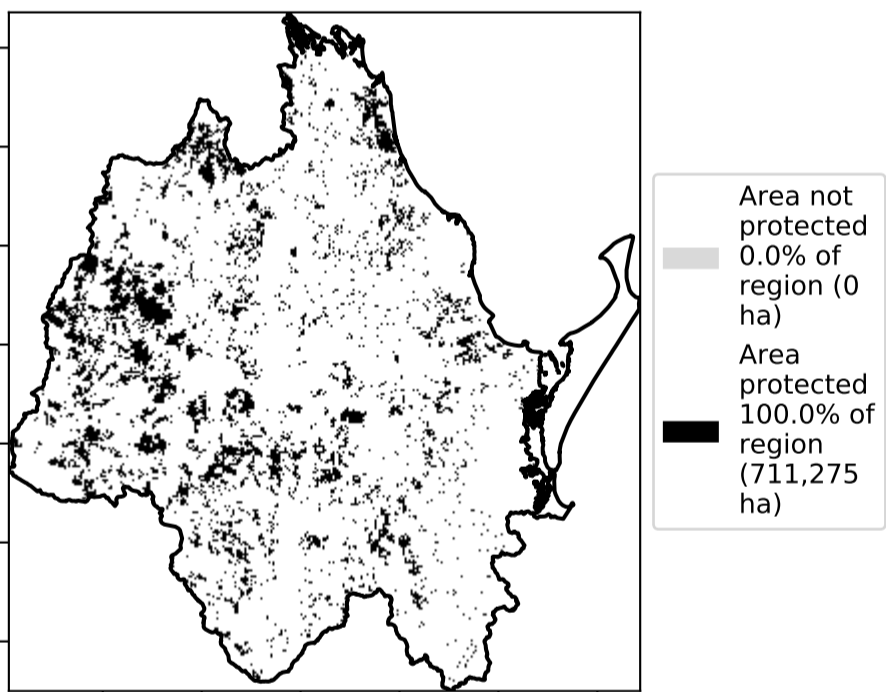 Area not
protected
0.0% of
region (0
ha)
Area
protected
100.0% of
region
(711,275
ha)